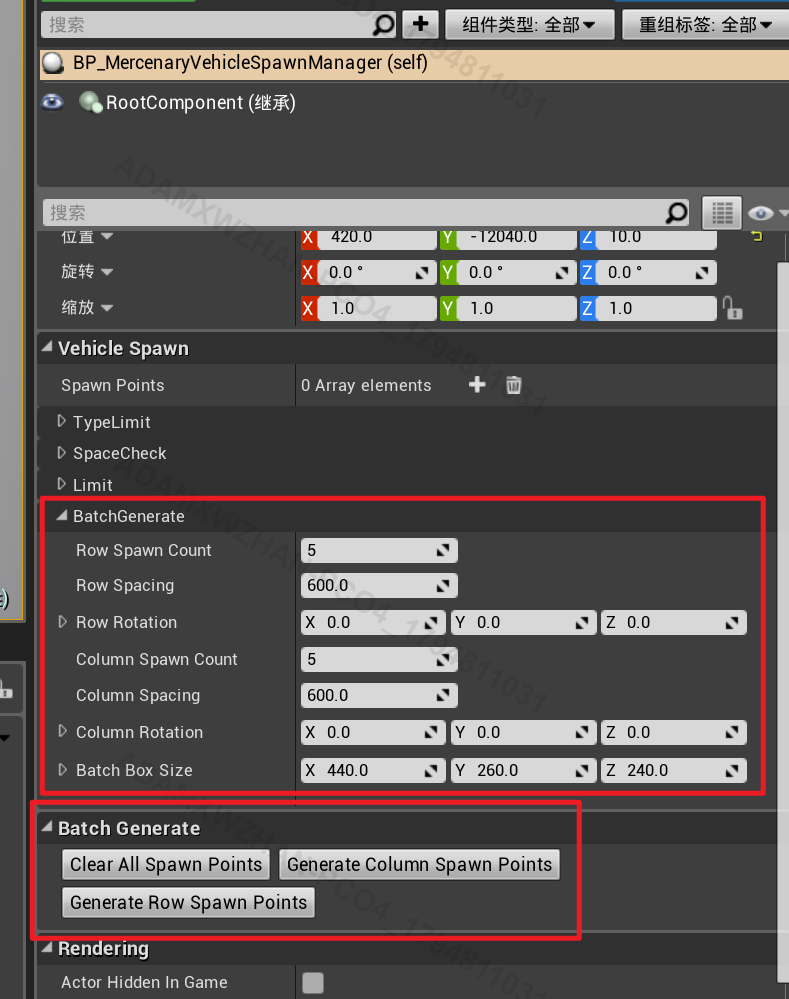 搜索 组件类型: 全部 重组标签: 全部
BP_MercenaryVehicleSpawnManager (self)
RootComponent (继承)
搜索
位置 X 420.0 Y -12040.0 Z 10.0
旋转 X 0.0 ° Y 0.0 ° Z 0.0 °
缩放 X 1.0 Y 1.0 Z 1.0
Vehicle Spawn
Spawn Points 0 Array elements
TypeLimit
SpaceCheck
Limit
BatchGenerate
Row Spawn Count 5
Row Spacing 600.0
Row Rotation X 0.0 Y 0.0 Z 0.0
Column Spawn Count 5
Column Spacing 600.0
Column Rotation X 0.0 Y 0.0 Z 0.0
Batch Box Size X 440.0 Y 260.0 Z 240.0
Batch Generate
Clear All Spawn Points Generate Column Spawn Points
Generate Row Spawn Points
Rendering
Actor Hidden In Game
ADAMXWZHAN-PCO4_1794811031